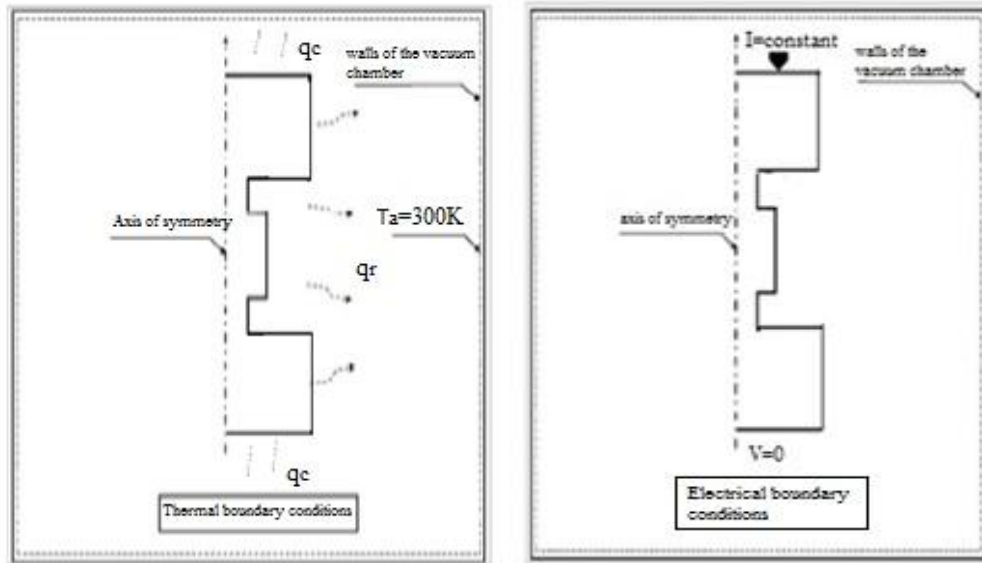 qc
walls of the vacuum
chamber
Axis of symmetry
Ta=300K
qr
qc
Thermal boundary conditions
I=constant
walls of the
vacuum chamber
axis of symmetry
V=0
Electrical boundary
conditions